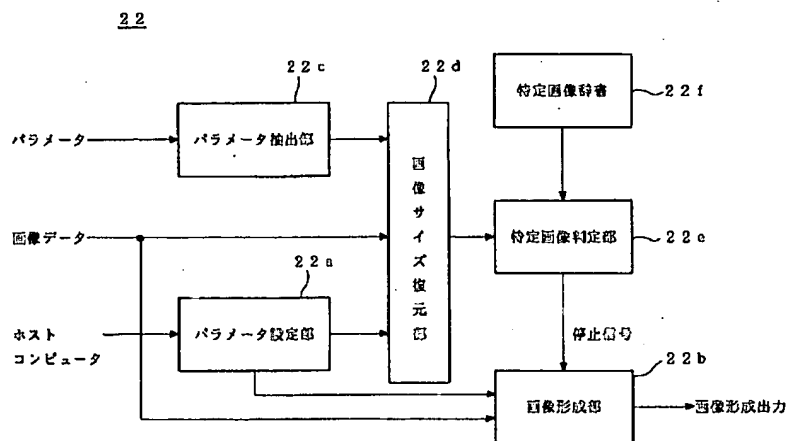 22
22c
22d
特定画像辞書
22f
パラメータ
パラメータ抽出部
画像サイズ復元部
画像データ
特定画像判定部
22e
22a
ホスト
コンピュータ
パラメータ設定部
停止信号
22b
画像形成部
画像形成出力